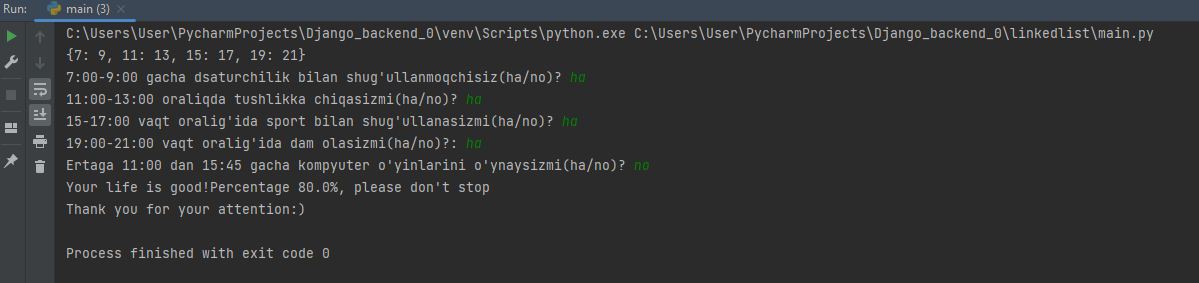 Run: main (3)
C:\Users\User\PycharmProjects\Django_backend_0\venv\Scripts\python.exe C:\Users\User\PycharmProjects\Django_backend_0\linkedlist\main.py
{7: 9, 11: 13, 15: 17, 19: 21}
7:00-9:00 gacha dsaturchilik bilan shug'ullanmoqchisiz(ha/no)? ha
11:00-13:00 oraliqda tushlikka chiqasizmi(ha/no)? ha
15-17:00 vaqt oralig'ida sport bilan shug'ullanasizmi(ha/no)? ha
19:00-21:00 vaqt oralig'ida dam olasizmi(ha/no)?: ha
Ertaga 11:00 dan 15:45 gacha kompyuter o'yinlarini o'ynaysizmi(ha/no)? no
Your life is good!Percentage 80.0%, please don't stop
Thank you for your attention:)
Process finished with exit code 0